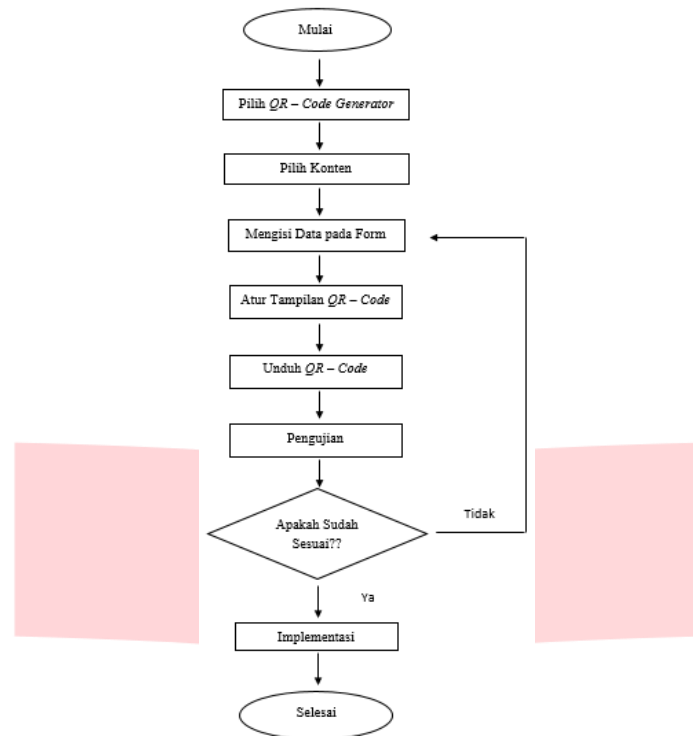 Mulai
Pilih QR – Code Generator
Pilih Konten
Mengisi Data pada Form
Atur Tampilan QR – Code
Unduh QR – Code
Pengujian
Apakah Sudah
Sesuai??
Tidak
Ya
Implementasi
Selesai